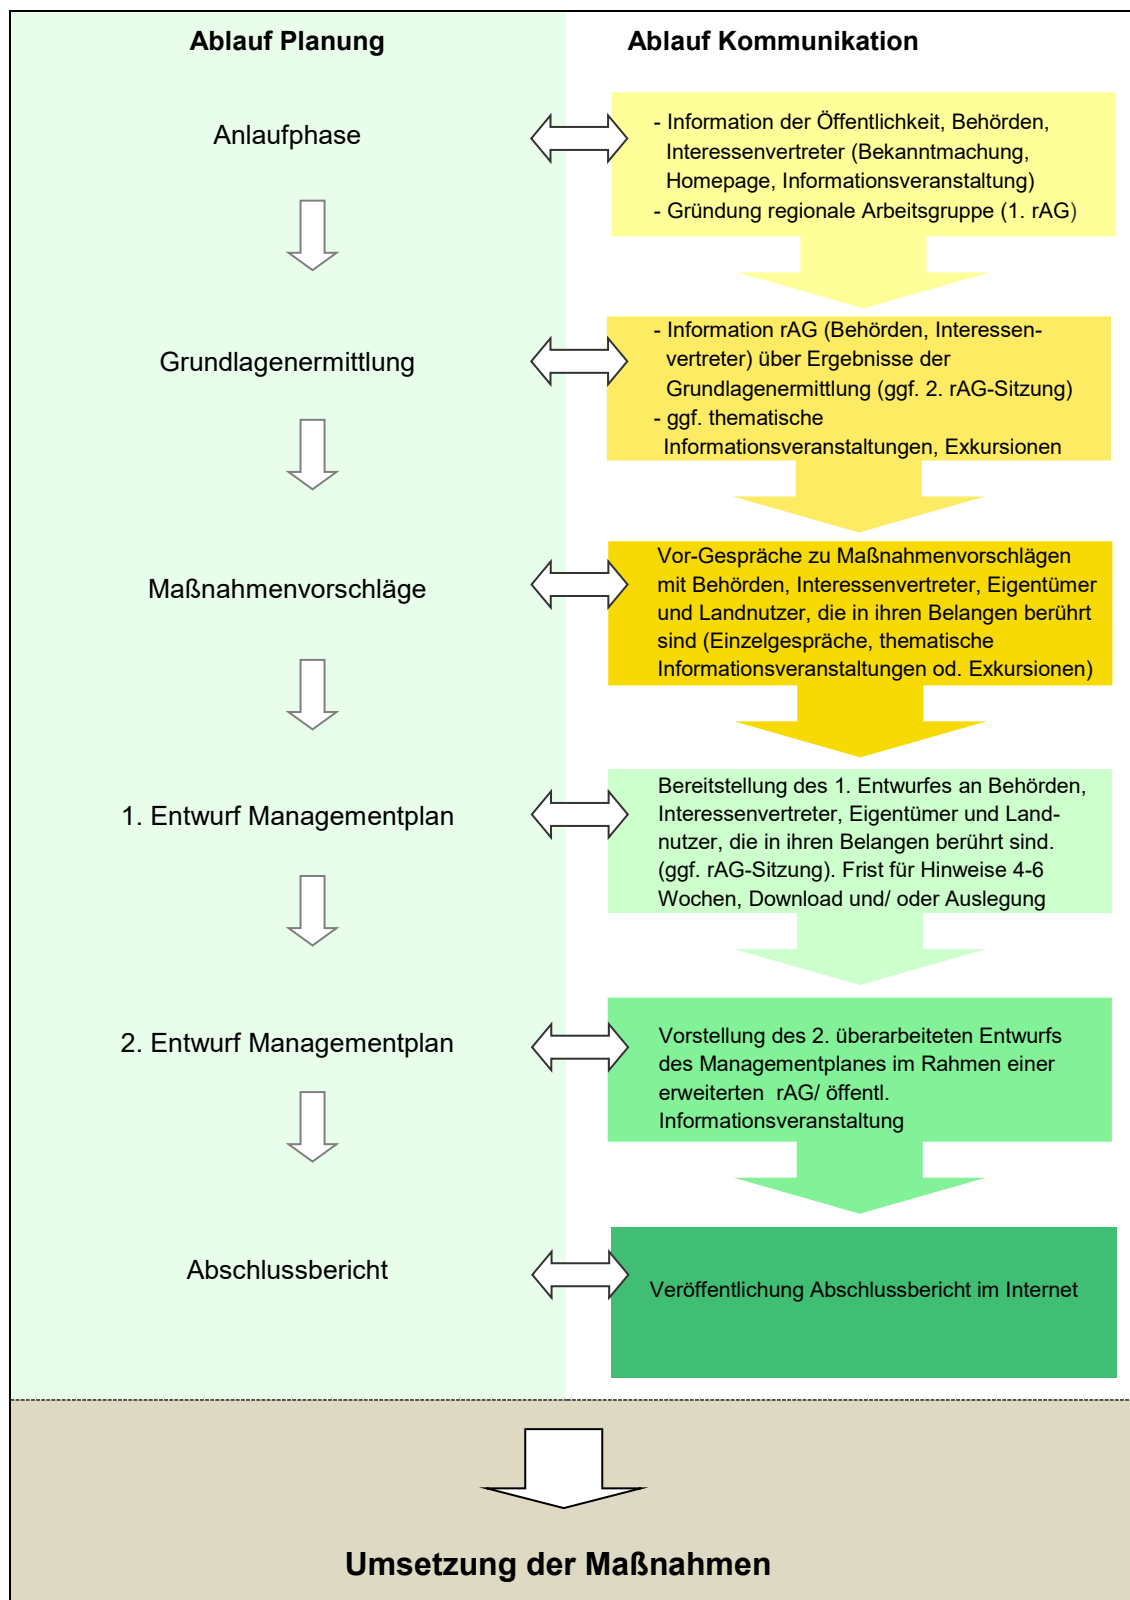 Ablauf Planung
Ablauf Kommunikation
Anlaufphase
- Information der Öffentlichkeit, Behörden,
Interessenvertreter (Bekanntmachung,
Homepage, Informationsveranstaltung)
- Gründung regionale Arbeitsgruppe (1. rAG)
Grundlagenermittlung
- Information rAG (Behörden, Interessen-
vertreter) über Ergebnisse der
Grundlagenermittlung (ggf. 2. rAG-Sitzung)
- ggf. thematische
Informationsveranstaltungen, Exkursionen
Maßnahmenvorschläge
Vor-Gespräche zu Maßnahmenvorschlägen
mit Behörden, Interessenvertreter, Eigentümer
und Landnutzer, die in ihren Belangen berührt
sind (Einzelgespräche, thematische
Informationsveranstaltungen od. Exkursionen)
1. Entwurf Managementplan
Bereitstellung des 1. Entwurfes an Behörden,
Interessenvertreter, Eigentümer und Land-
nutzer, die in ihren Belangen berührt sind.
(ggf. rAG-Sitzung). Frist für Hinweise 4-6
Wochen, Download und/ oder Auslegung
2. Entwurf Managementplan
Vorstellung des 2. überarbeiteten Entwurfs
des Managementplanes im Rahmen einer
erweiterten  rAG/ öffentl.
Informationsveranstaltung
Abschlussbericht
Veröffentlichung Abschlussbericht im Internet
Umsetzung der Maßnahmen